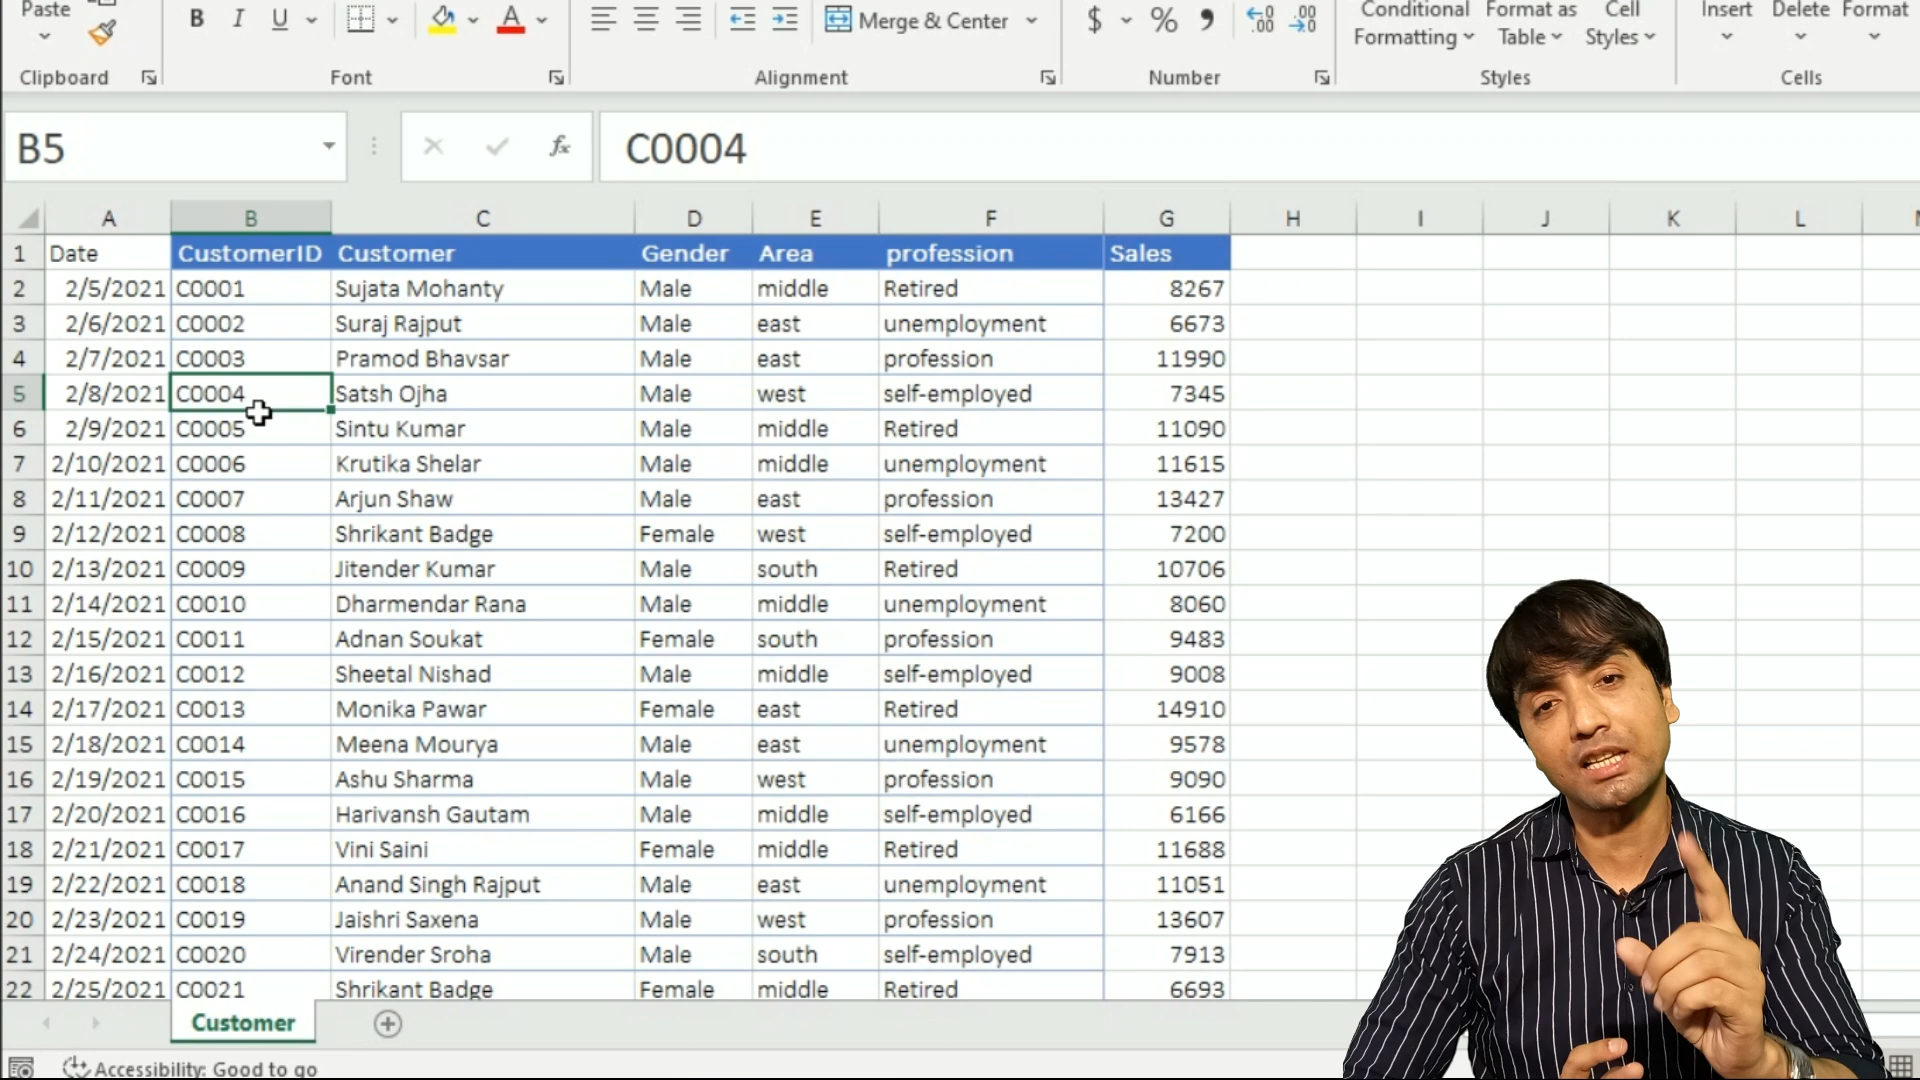 Paste
B I U A Merge & Center $ % 9 Conditional Formatting Format as Table Cell Styles Insert Delete Format
Clipboard Font Alignment Number Styles Cells
B5 fx C0004
A B C D E F G H I J K L
1 Date CustomerID Customer Gender Area profession Sales
2 2/5/2021 C0001 Sujata Mohanty Male middle Retired 8267
3 2/6/2021 C0002 Suraj Rajput Male east unemployment 6673
4 2/7/2021 C0003 Pramod Bhavsar Male east profession 11990
5 2/8/2021 C0004 Satsh Ojha Male west self-employed 7345
6 2/9/2021 C0005 Sintu Kumar Male middle Retired 11090
7 2/10/2021 C0006 Krutika Shelar Male middle unemployment 11615
8 2/11/2021 C0007 Arjun Shaw Male east profession 13427
9 2/12/2021 C0008 Shrikant Badge Female west self-employed 7200
10 2/13/2021 C0009 Jitender Kumar Male south Retired 10706
11 2/14/2021 C0010 Dharmendar Rana Male middle unemployment 8060
12 2/15/2021 C0011 Adnan Soukat Female south profession 9483
13 2/16/2021 C0012 Sheetal Nishad Male middle self-employed 9008
14 2/17/2021 C0013 Monika Pawar Female east Retired 14910
15 2/18/2021 C0014 Meena Mourya Male east unemployment 9578
16 2/19/2021 C0015 Ashu Sharma Male west profession 9090
17 2/20/2021 C0016 Harivansh Gautam Male middle self-employed 6166
18 2/21/2021 C0017 Vini Saini Female middle Retired 11688
19 2/22/2021 C0018 Anand Singh Rajput Male east unemployment 11051
20 2/23/2021 C0019 Jaishri Saxena Male west profession 13607
21 2/24/2021 C0020 Virender Sroha Male south self-employed 7913
22 2/25/2021 C0021 Shrikant Badge Female middle Retired 6693
Customer
Accessibility: Good to go